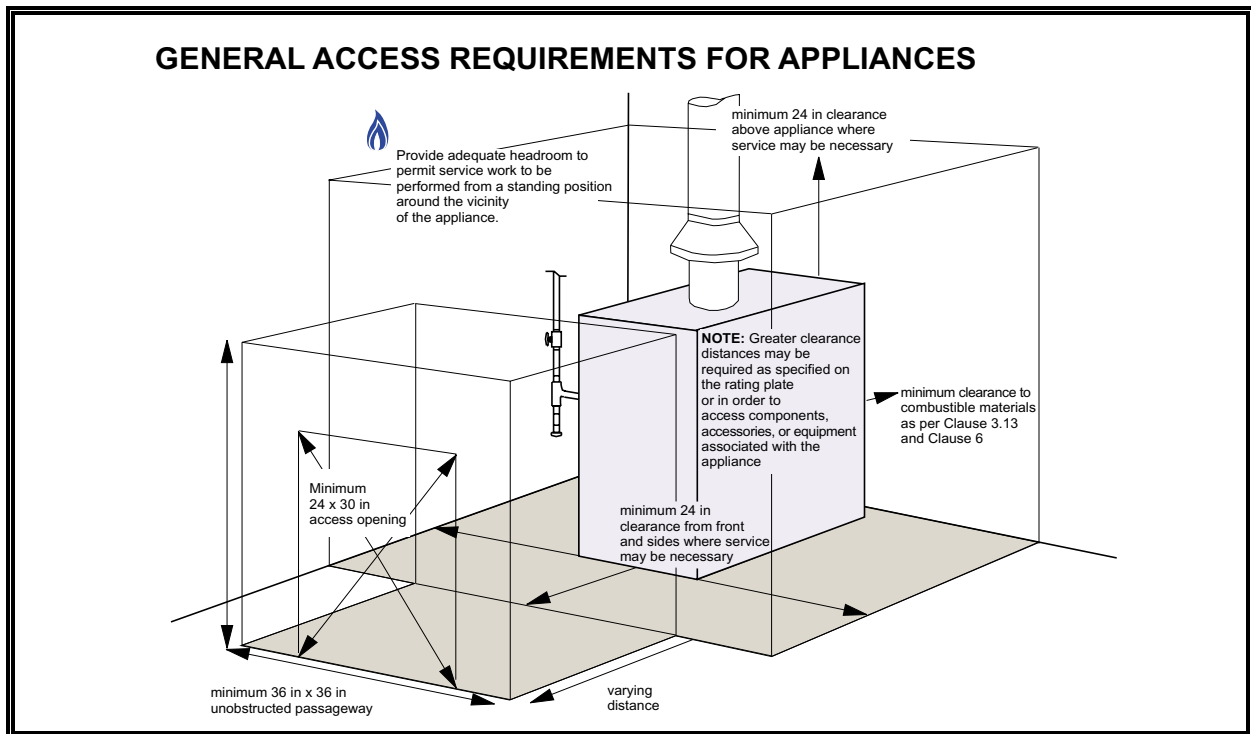 GENERAL ACCESS REQUIREMENTS FOR APPLIANCES
minimum 24 in clearance
above appliance where
service may be necessary
Provide adequate headroom to
permit service work to be
performed from a standing position
around the vicinity
of the appliance.
NOTE: Greater clearance
distances may be
required as specified on
the rating plate
or in order to
access components,
accessories, or equipment
associated with the
appliance
minimum clearance to
combustible materials
as per Clause 3.13
and Clause 6
Minimum
24 x 30 in
access opening
minimum 24 in
clearance from front
and sides where service
may be necessary
minimum 36 in x 36 in
unobstructed passageway
varying
distance